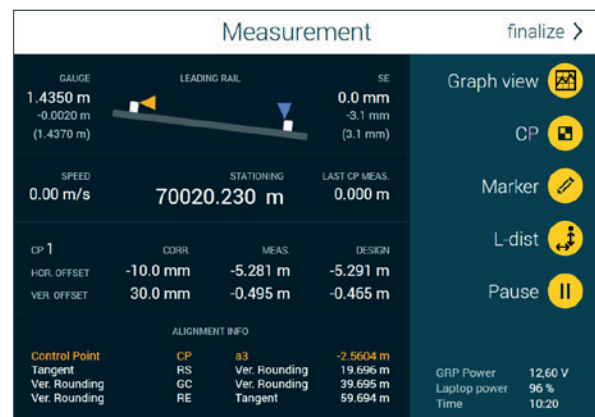 Measurement
finalize
GAUGE LEADING RAIL SE
1.4350 m 0.0 mm
-0.0020 m -3.1 mm
(1.4370 m) (3.1 mm)
SPEED STATIONING LAST CP MEAS.
0.00 m/s 70020.230 m 0.000 m
CP 1 CORR. MEAS. DESIGN
HOR. OFFSET -10.0 mm -5.281 m -5.291 m
VER. OFFSET 30.0 mm -0.495 m -0.465 m
ALIGNMENT INFO
Control Point CP a3 -2.5604 m
Tangent RS Ver. Rounding 19.696 m
Ver. Rounding GC Ver. Rounding 39.695 m
Ver. Rounding RE Tangent 59.694 m
Graph view
CP
Marker
L-dist
Pause
GRP Power 12,60 V
Laptop power 96 %
Time 10:20